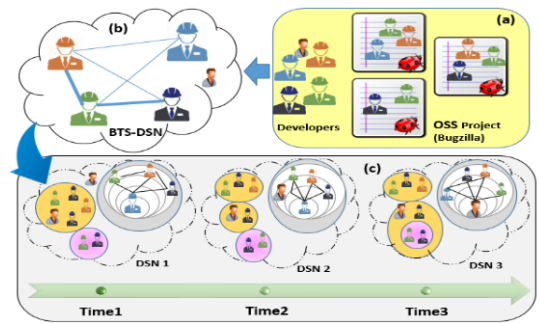 (b)
(a)
BTS-DSN
Developers
OSS Project
(Bugzilla)
(c)
DSN 1
DSN 2
DSN 3
Time1
Time2
Time3